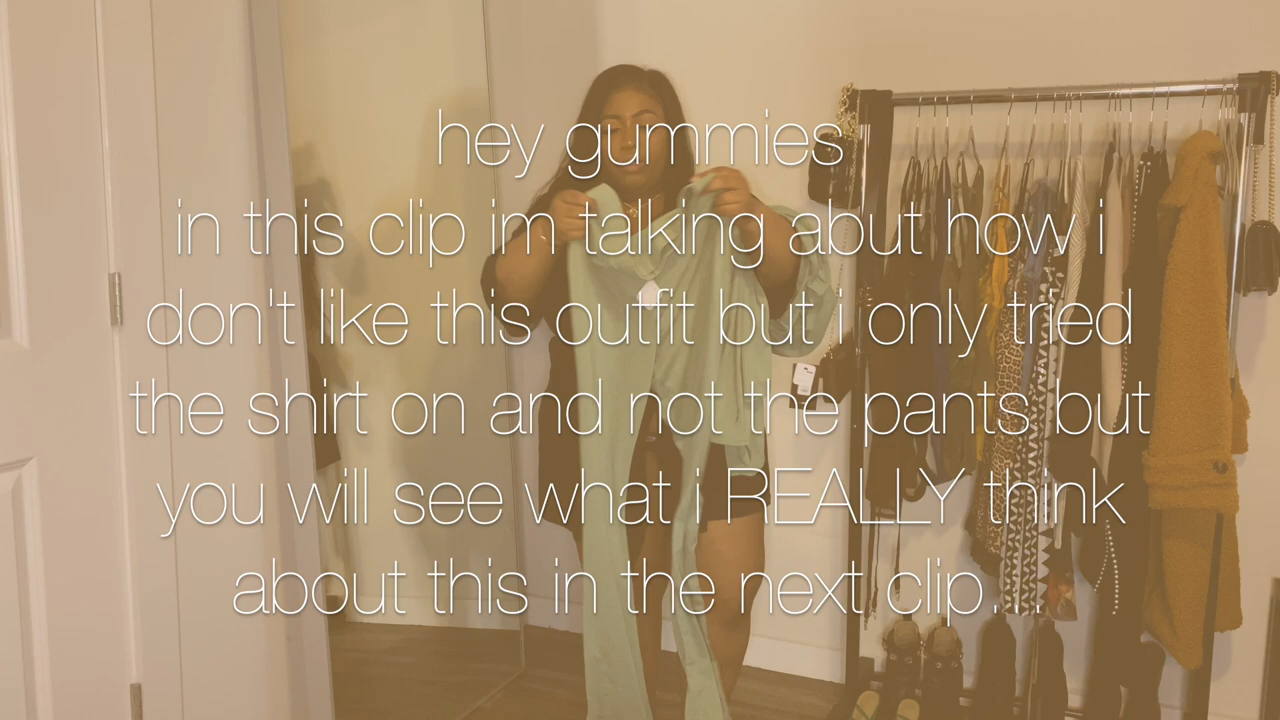 hey gummies
in this clip im talking abut how i
don't like this outfit but i only tried
the shirt on and not the pants but
you will see what i REALLY think
about this in the next clip...